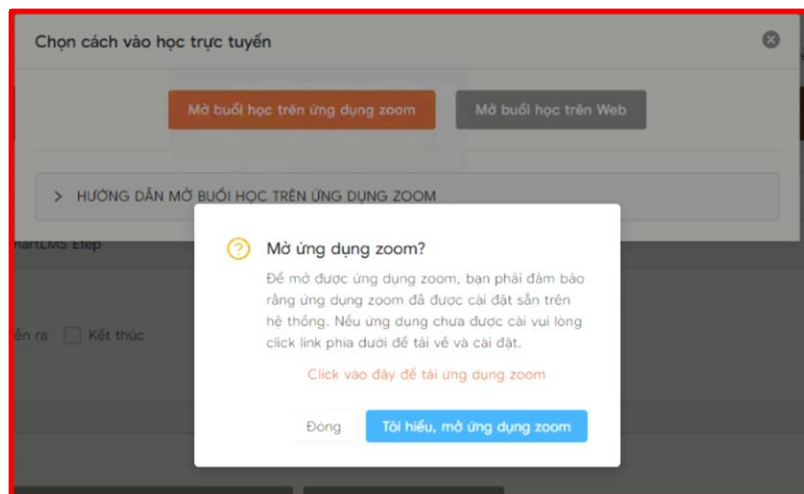 Chọn cách vào học trực tuyến
Mở buổi học trên ứng dụng zoom
Mở buổi học trên Web
> HƯỚNG DẪN MỞ BUỔI HỌC TRÊN ỨNG DỤNG ZOOM
martLMS Etep
Mở ứng dụng zoom?
Để mở được ứng dụng zoom, bạn phải đảm bảo
rằng ứng dụng zoom đã được cài đặt sẵn trên
hệ thống. Nếu ứng dụng chưa được cài vui lòng
click link phía dưới để tải về và cài đặt.
ễn ra
Kết thúc
Click vào đây để tải ứng dụng zoom
Đóng
Tôi hiểu, mở ứng dụng zoom